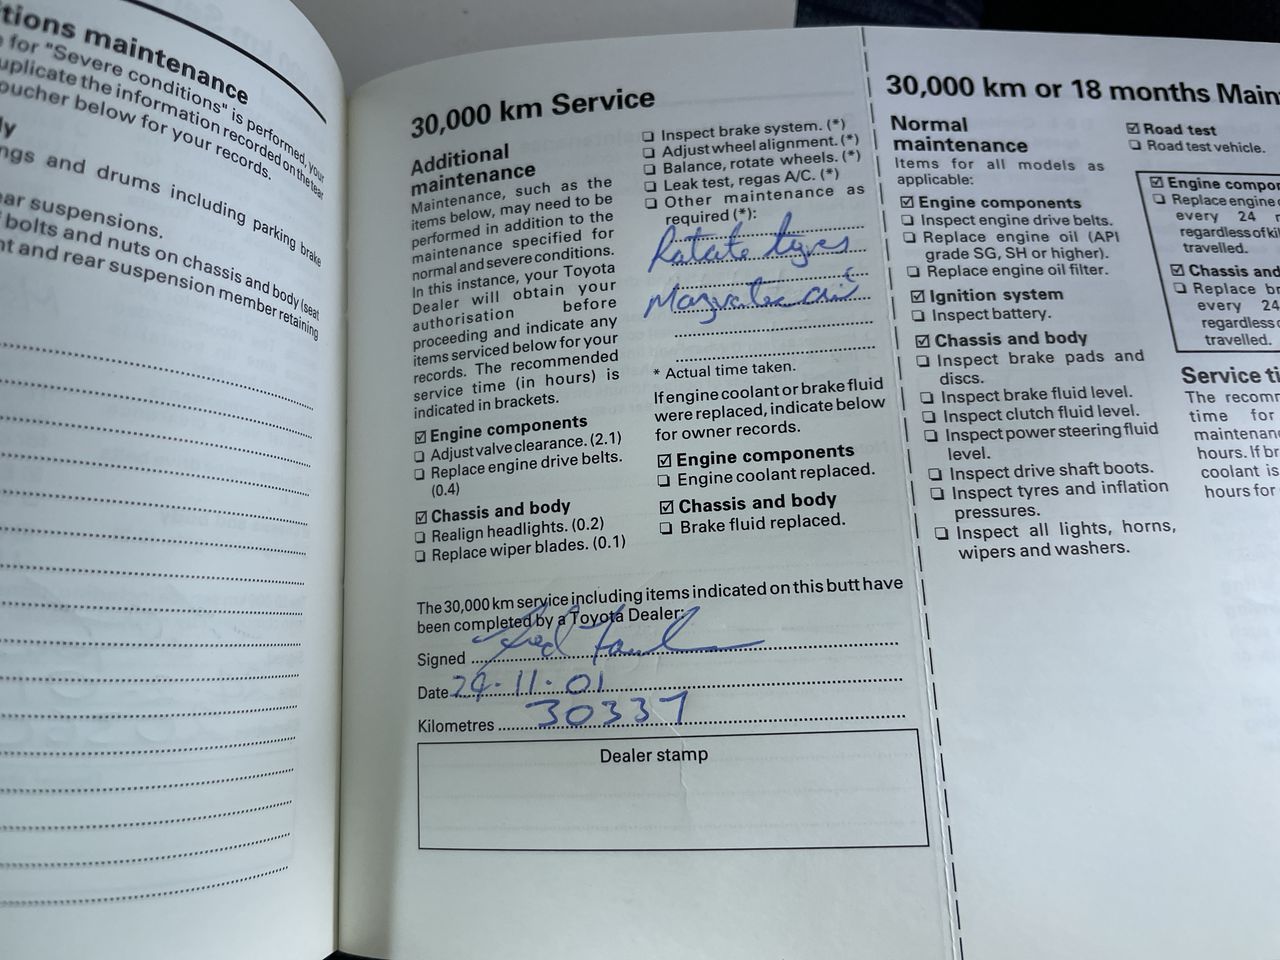 tions maintenance
for "Severe conditions" is performed, your
uplicate the information recorded on the tear
oucher below for your records.
ly
ngs and drums including parking brake
ear suspensions.
bolts and nuts on chassis and body (seat
nt and rear suspension member retaining
30,000 km Service
Additional
maintenance
Maintenance, such as the
items below, may need to be
performed in addition to the
maintenance specified for
normal and severe conditions.
In this instance, your Toyota
Dealer will obtain your
authorisation before
proceeding and indicate any
items serviced below for your
records. The recommended
service time (in hours) is
indicated in brackets.
☑ Engine components
❏ Adjust valve clearance. (2.1)
❏ Replace engine drive belts.
(0.4)
☑ Chassis and body
❏ Realign headlights. (0.2)
❏ Replace wiper blades. (0.1)
❏ Inspect brake system. (*)
❏ Adjust wheel alignment. (*)
❏ Balance, rotate wheels. (*)
❏ Leak test, regas A/C. (*)
❏ Other maintenance as
required (*):
Rotate tyres
* Actual time taken.
If engine coolant or brake fluid
were replaced, indicate below
for owner records.
☑ Engine components
❏ Engine coolant replaced.
☑ Chassis and body
❏ Brake fluid replaced.
The 30,000 km service including items indicated on this butt have
been completed by a Toyota Dealer:
Signed
Date 24.11.01
Kilometres 30337
Dealer stamp
30,000 km or 18 months Main
Normal
maintenance
Items for all models as
applicable:
☑ Engine components
❏ Inspect engine drive belts.
❏ Replace engine oil (API
grade SG, SH or higher).
❏ Replace engine oil filter.
☑ Ignition system
❏ Inspect battery.
☑ Chassis and body
❏ Inspect brake pads and
discs.
❏ Inspect brake fluid level.
❏ Inspect clutch fluid level.
❏ Inspect power steering fluid
level.
❏ Inspect drive shaft boots.
❏ Inspect tyres and inflation
pressures.
❏ Inspect all lights, horns,
wipers and washers.
☑ Road test
❏ Road test vehicle.
☑ Engine compo
❏ Replace engine
every 24
regardless of kil
travelled.
☑ Chassis and
❏ Replace br
every 24
regardless
travelled.
Service ti
The recom
time for
maintenan
hours. If br
coolant is
hours for